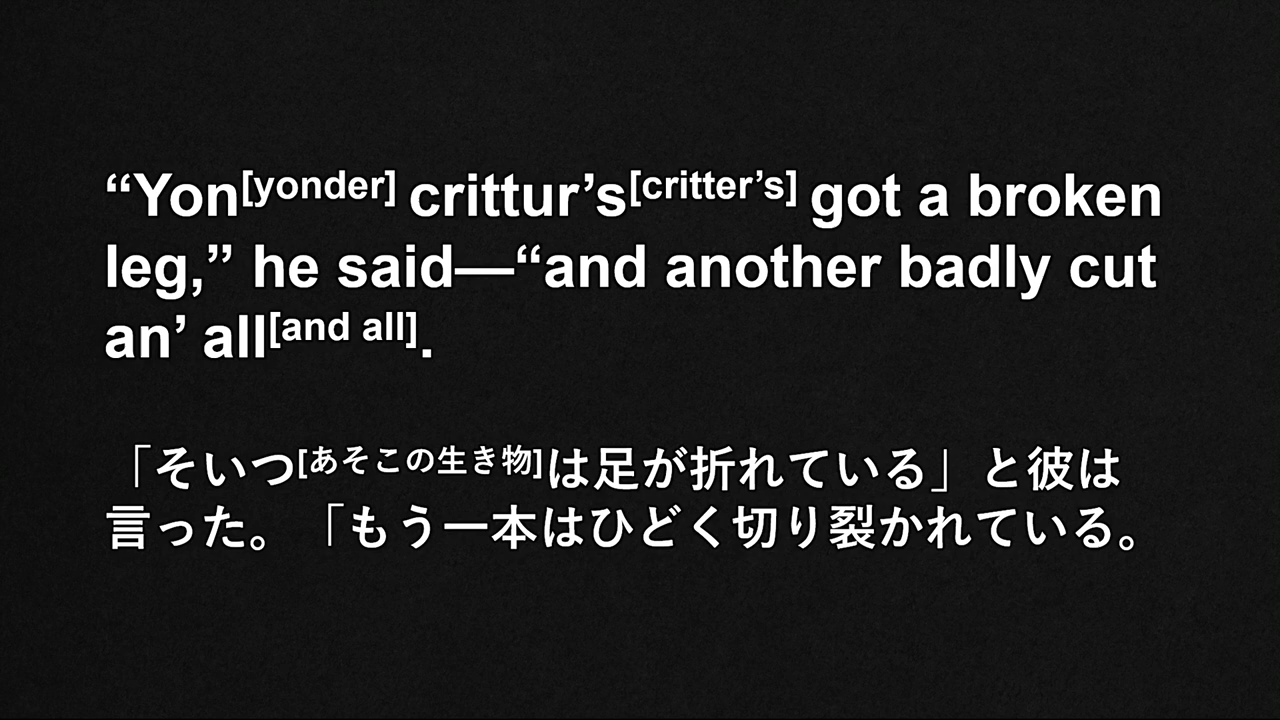 “Yon[yonder] crittur’s[critter’s] got a broken
leg,” he said—“and another badly cut
an’ all[and all].
「そいつ[あそこの生き物]は足が折れている」と彼は
言った。「もう一本はひどく切り裂かれている。